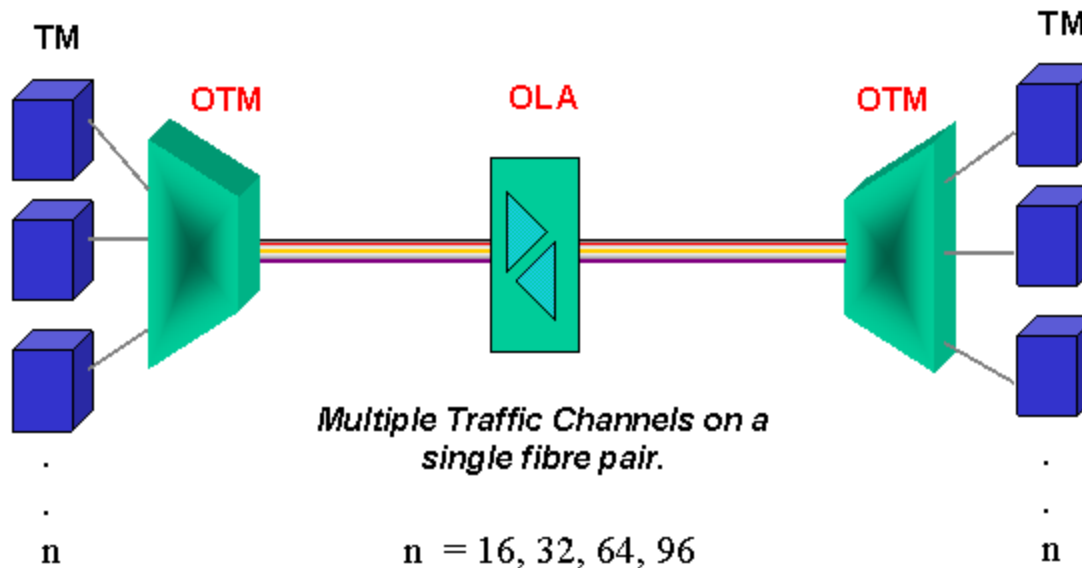 TM
TM
OTM
OLA
OTM
Multiple Traffic Channels on a
single fibre pair.
.
.
.
.
n
n = 16, 32, 64, 96
n